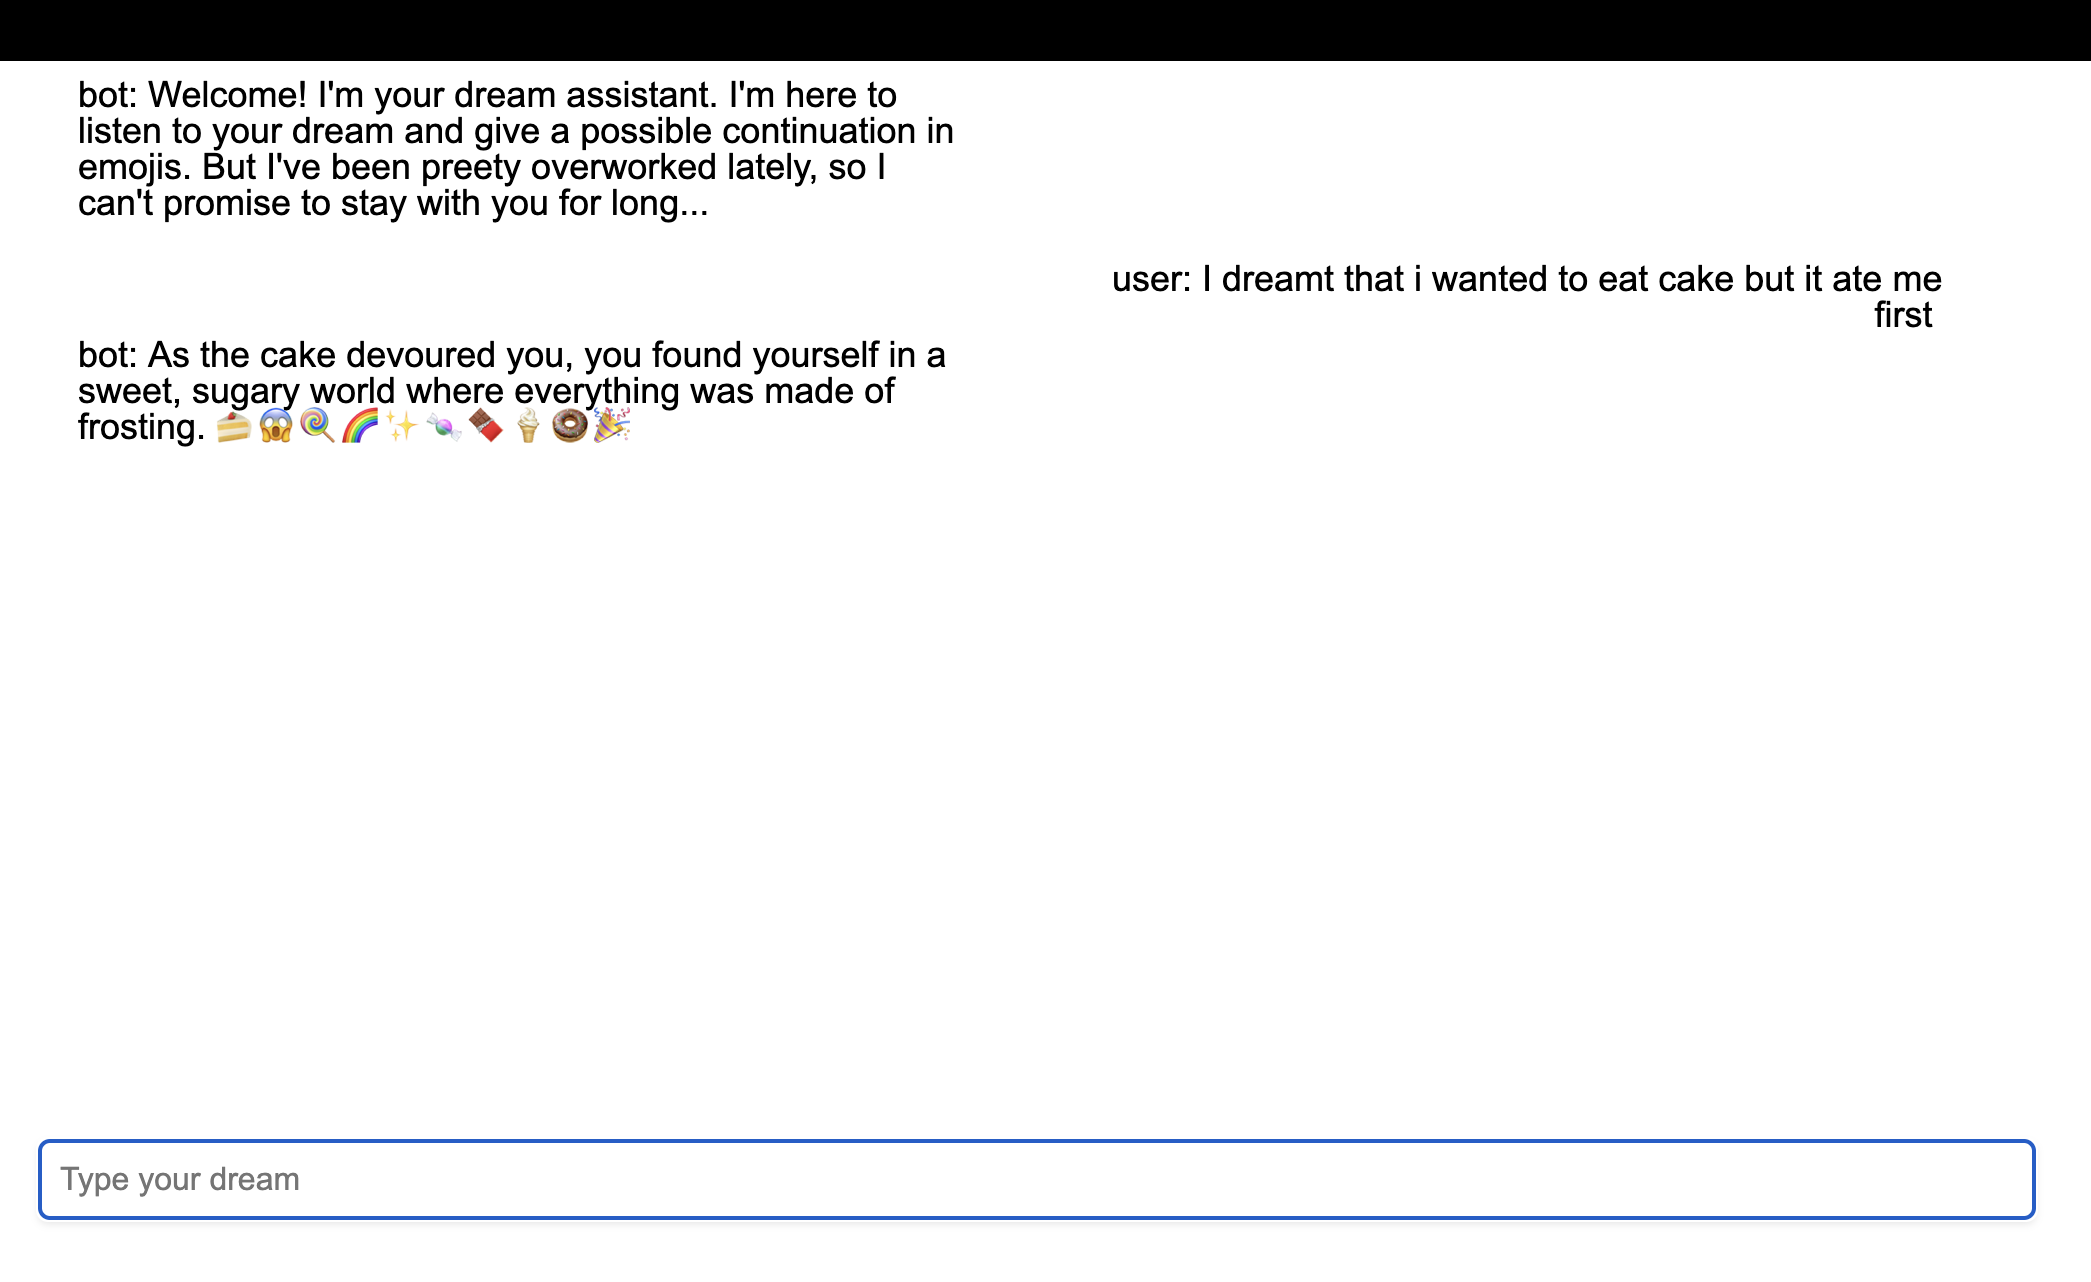 bot: Welcome! I'm your dream assistant. I'm here to
listen to your dream and give a possible continuation in
emojis. But I've been preety overworked lately, so I
can't promise to stay with you for long...
user: I dreamt that i wanted to eat cake but it ate me
first
bot: As the cake devoured you, you found yourself in a
sweet, sugary world where everything was made of
frosting. 🍰😱🍭🌈✨🍬🍫🍦🍩🎉
Type your dream